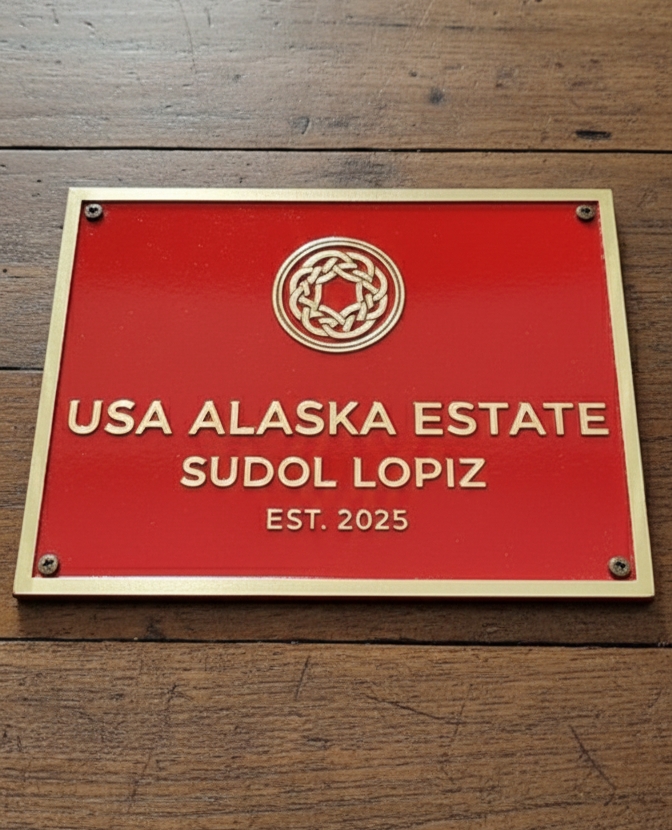 USA ALASKA ESTATE
SUDOL LOPIZ
EST. 2025